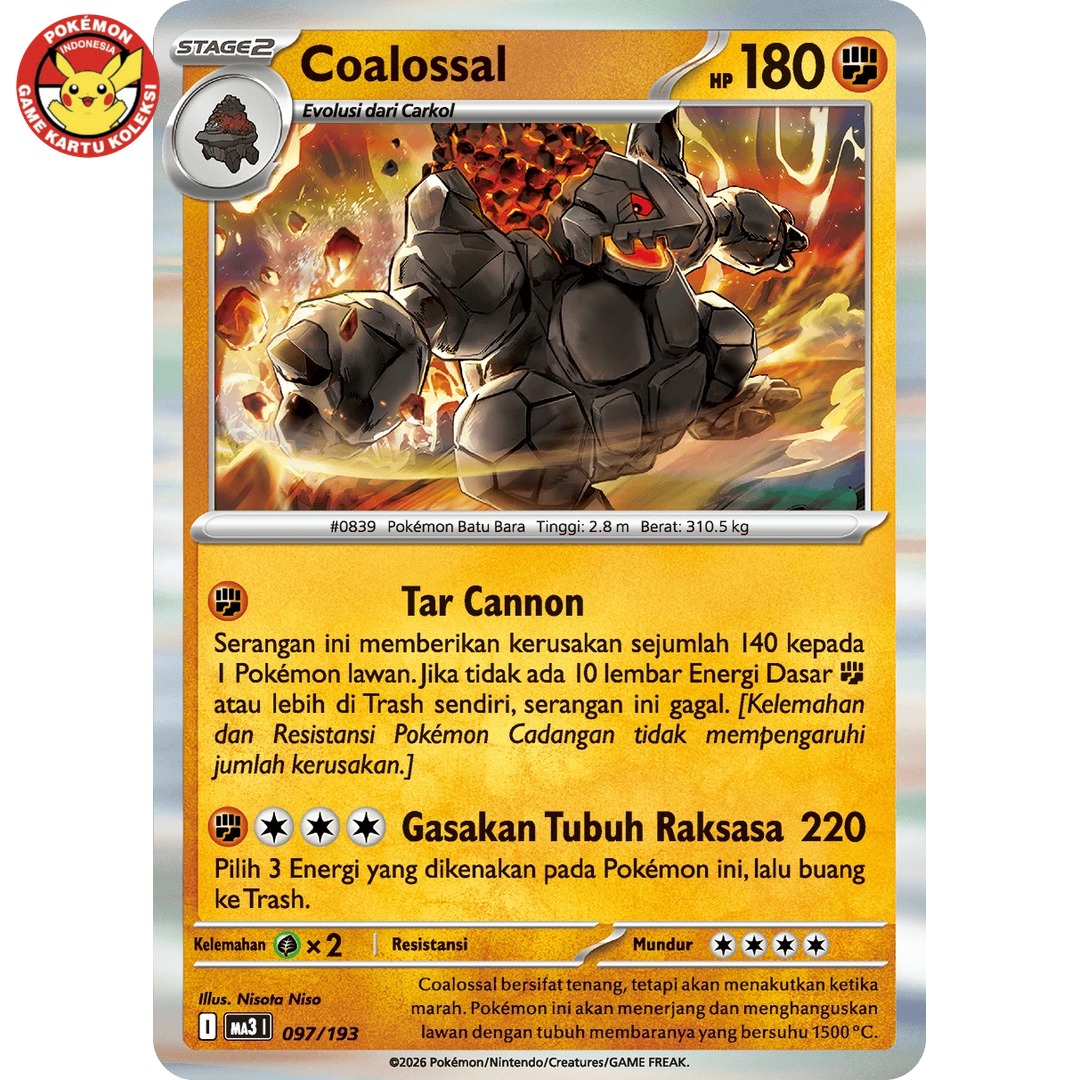 POKÉMON
INDONESIA
GAME KARTU KOLEKSI
STAGE2
Coalossal
HP 180
Evolusi dari Carkol
#0839 Pokémon Batu Bara Tinggi: 2.8 m Berat: 310.5 kg
Tar Cannon
Serangan ini memberikan kerusakan sejumlah 140 kepada
1 Pokémon lawan. Jika tidak ada 10 lembar Energi Dasar
atau lebih di Trash sendiri, serangan ini gagal. [Kelemahan
dan Resistansi Pokémon Cadangan tidak mempengaruhi
jumlah kerusakan.]
Gasakan Tubuh Raksasa 220
Pilih 3 Energi yang dikenakan pada Pokémon ini, lalu buang
ke Trash.
Kelemahan ×2 Resistansi Mundur
Illus. Nisota Niso
I MA3 I 097/193
Coalossal bersifat tenang, tetapi akan menakutkan ketika
marah. Pokémon ini akan menerjang dan menghanguskan
lawan dengan tubuh membaranya yang bersuhu 1500°C.
©2026 Pokémon/Nintendo/Creatures/GAME FREAK.